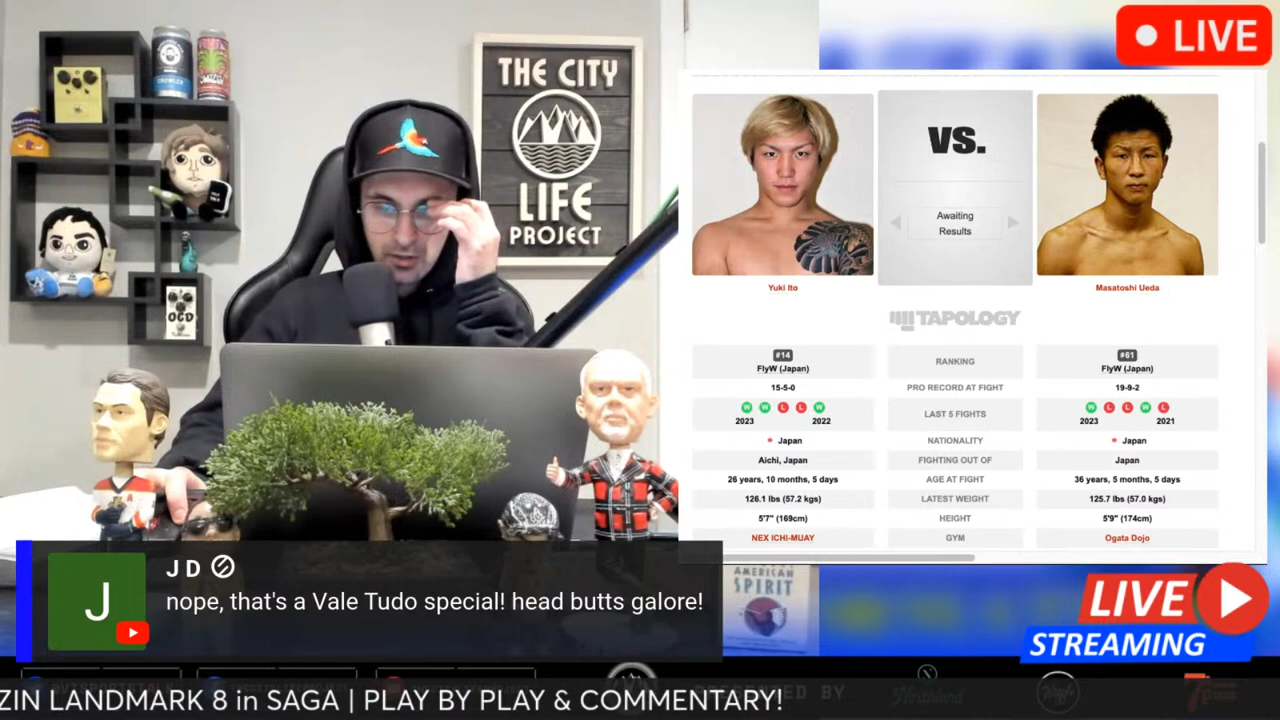 LIVE
THE CITY
LIFE
PROJECT
VS.
Awaiting
Results
Yuki Ito
Masatoshi Ueda
TAPOLOGY
#14
FlyW (Japan)
RANKING
#61
FlyW (Japan)
15-5-0
PRO RECORD AT FIGHT
19-9-2
W W L L W
2023 2022
LAST 5 FIGHTS
W L L W L
2023 2021
Japan
NATIONALITY
Japan
Aichi, Japan
FIGHTING OUT OF
Japan
26 years, 10 months, 5 days
AGE AT FIGHT
36 years, 5 months, 5 days
126.1 lbs (57.2 kgs)
LATEST WEIGHT
125.7 lbs (57.0 kgs)
5'7" (169cm)
HEIGHT
5'9" (174cm)
NEX ICHI-MUAY
GYM
Ogata Dojo
OCD
J
J D
nope, that's a Vale Tudo special! head butts galore!
AMERICAN
SPIRIT
LIVE
STREAMING
ZIN LANDMARK 8 in SAGA | PLAY BY PLAY & COMMENTARY!